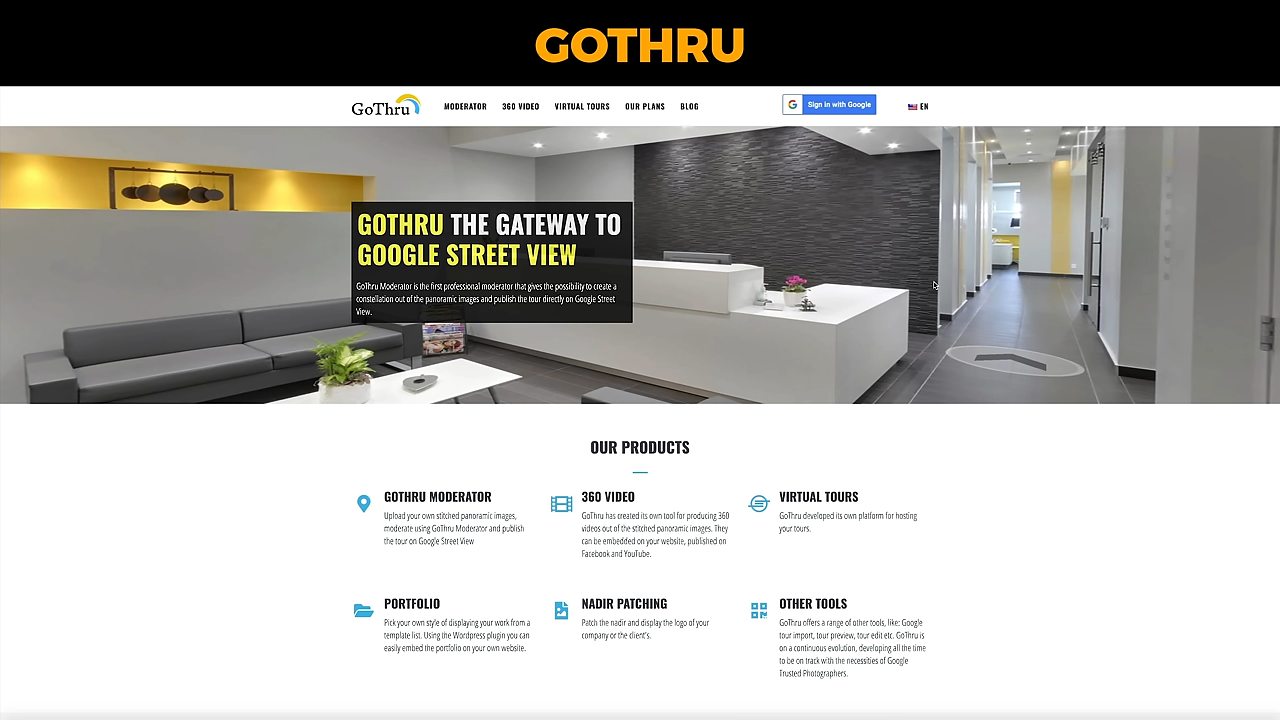 GOTHRU
GoThru
MODERATOR 360 VIDEO VIRTUAL TOURS OUR PLANS BLOG
Sign in with Google
EN
GOTHRU THE GATEWAY TO
GOOGLE STREET VIEW
GoThru Moderator is the first professional moderator that gives the possibility to create a
constellation out of the panoramic images and publish the tour directly on Google Street
View.
OUR PRODUCTS
GOTHRU MODERATOR
Upload your own stitched panoramic images,
moderate using GoThru Moderator and publish
the tour on Google Street View
360 VIDEO
GoThru has created its own tool for producing 360
videos out of the stitched panoramic images. They
can be embedded on your website, published on
Facebook and YouTube.
VIRTUAL TOURS
GoThru developed its own platform for hosting
your tours.
PORTFOLIO
Pick your own style of displaying your work from a
template list. Using the Wordpress plugin you can
easily embed the portfolio on your own website.
NADIR PATCHING
Patch the nadir and display the logo of your
company or the client's.
OTHER TOOLS
GoThru offers a range of other tools, like: Google
tour import, tour preview, tour edit etc. GoThru is
on a continuous evolution, developing all the time
to be on track with the necessities of Google
Trusted Photographers.